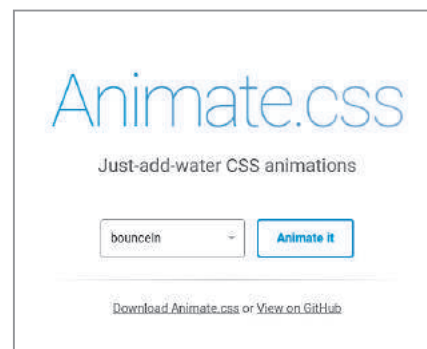 Animate.css
Just-add-water CSS animations
bounceIn
Animate it
Download Animate.css or View on GitHub